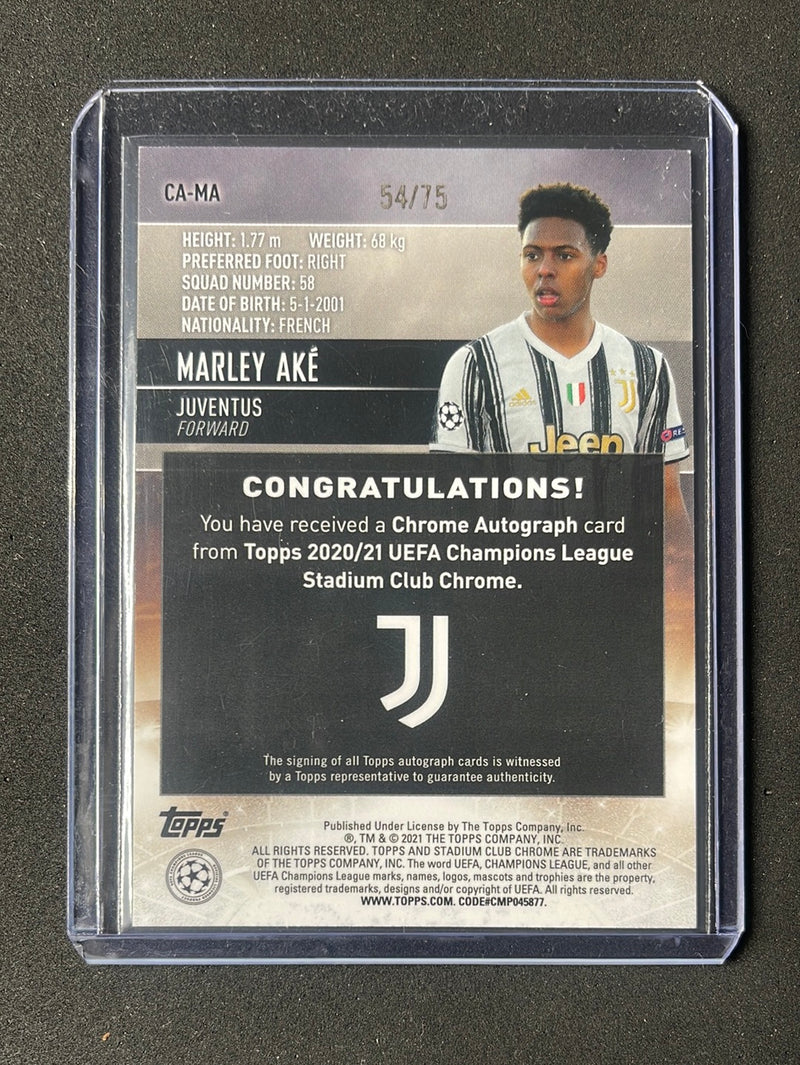 CA-MA
54/75
HEIGHT: 1.77 m WEIGHT: 68 kg
PREFERRED FOOT: RIGHT
SQUAD NUMBER: 58
DATE OF BIRTH: 5-1-2001
NATIONALITY: FRENCH
MARLEY AKÉ
JUVENTUS
FORWARD
adidas
Jeep
CONGRATULATIONS!
You have received a Chrome Autograph card
from Topps 2020/21 UEFA Champions League
Stadium Club Chrome.
The signing of all Topps autograph cards is witnessed
by a Topps representative to guarantee authenticity.
Topps®
Published Under License by The Topps Company, Inc.
®, TM & © 2021 THE TOPPS COMPANY, INC.
ALL RIGHTS RESERVED. TOPPS AND STADIUM CLUB CHROME ARE TRADEMARKS
OF THE TOPPS COMPANY, INC. The word UEFA, CHAMPIONS LEAGUE, and all other
UEFA Champions League marks, names, logos, mascots and trophies are the property,
registered trademarks, designs and/or copyright of UEFA. All rights reserved.
WWW.TOPPS.COM. CODE#CMP045877.